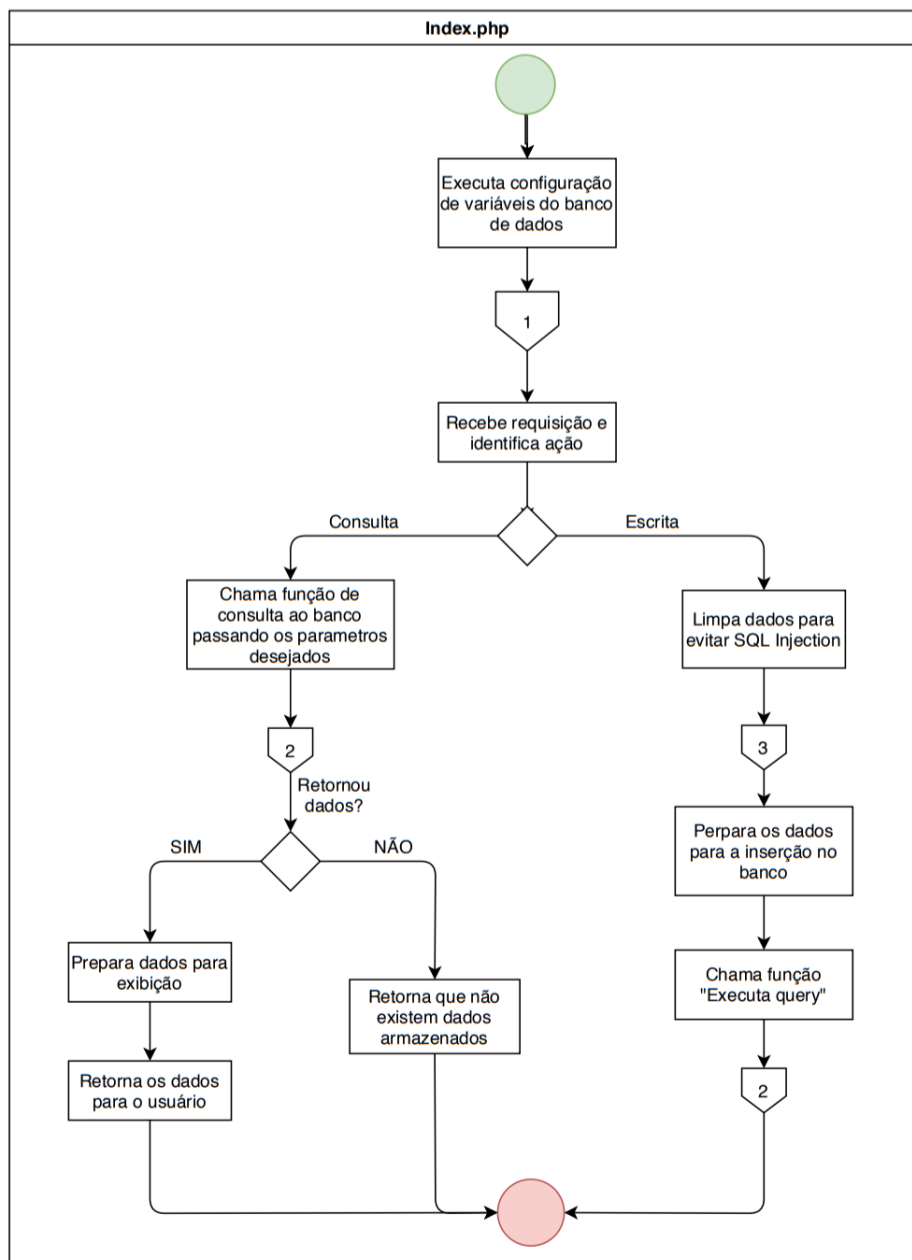 Index.php
Executa configuração
de variáveis do banco
de dados
1
Recebe requisição e
identifica ação
Consulta
Escrita
Chama função de
consulta ao banco
passando os parametros
desejados
Limpa dados para
evitar SQL Injection
2
3
Retornou
dados?
SIM
NÃO
Perpara os dados
para a inserção no
banco
Prepara dados para
exibição
Retorna que não
existem dados
armazenados
Chama função
"Executa query"
Retorna os dados
para o usuário
2